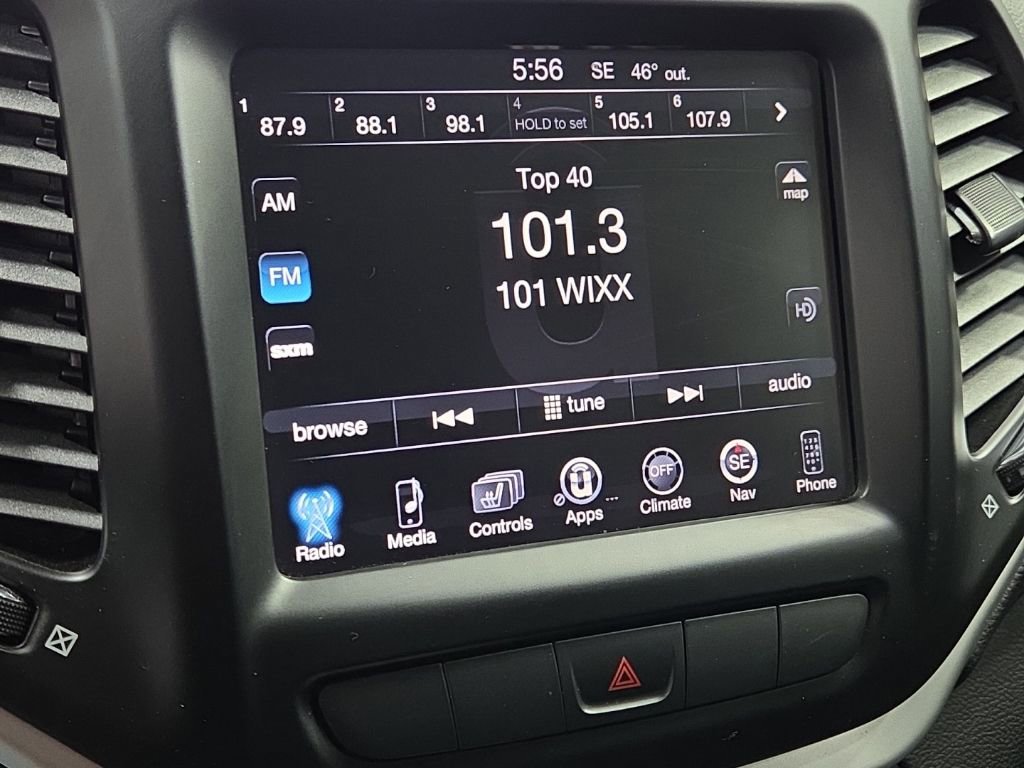 5:56 SE 46° out.
1 87.9 2 88.1 3 98.1 4 HOLD to set 5 105.1 6 107.9
Top 40
AM
map
101.3
FM
101 WIXX
HD
sxm
browse tune audio
OFF
SE
Radio Media Controls Apps ... Climate Nav Phone